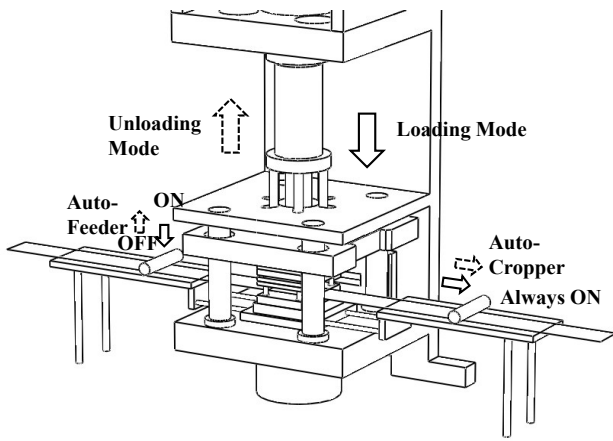 Unloading
Mode
Loading Mode
ON
Auto-
Feeder
OFF
Auto-
Cropper
Always ON